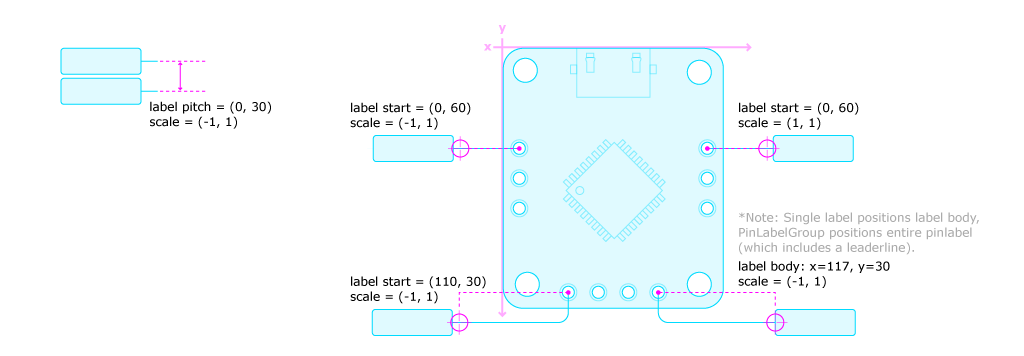 y
x
label pitch = (0, 30)
scale = (-1, 1)
label start = (0, 60)
scale = (-1, 1)
label start = (0, 60)
scale = (1, 1)
*Note: Single label positions label body,
PinLabelGroup positions entire pinlabel
(which includes a leaderline).
label body: x=117, y=30
scale = (-1, 1)
label start = (110, 30)
scale = (-1, 1)